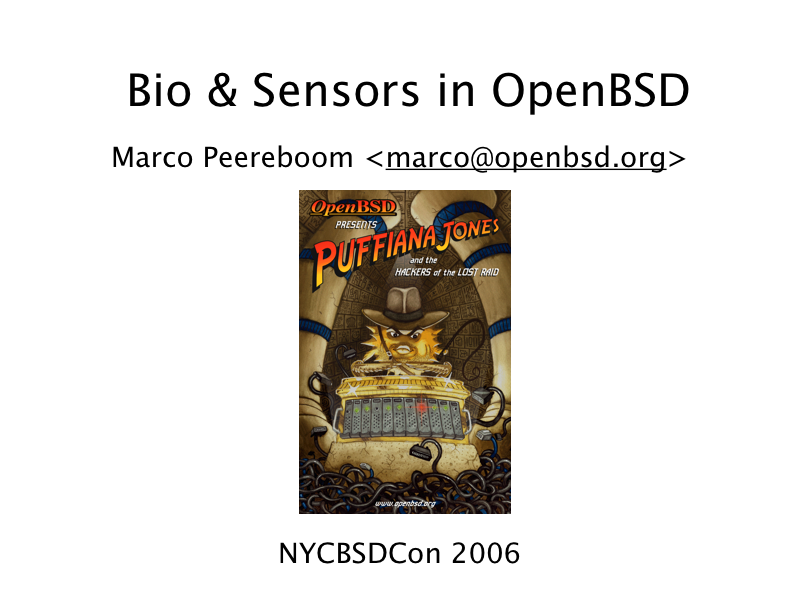 Bio & Sensors in OpenBSD
Marco Peereboom <marco@openbsd.org>
OpenBSD
PRESENTS
PUFFIANA JONES
and the
HACKERS of the LOST RAID
www.openbsd.org
NYCBSDCon 2006